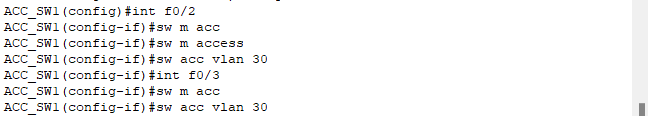 ACC_SW1(config)#int f0/2
ACC_SW1(config-if)#sw m acc
ACC_SW1(config-if)#sw m access
ACC_SW1(config-if)#sw acc vlan 30
ACC_SW1(config-if)#int f0/3
ACC_SW1(config-if)#sw m acc
ACC_SW1(config-if)#sw acc vlan 30